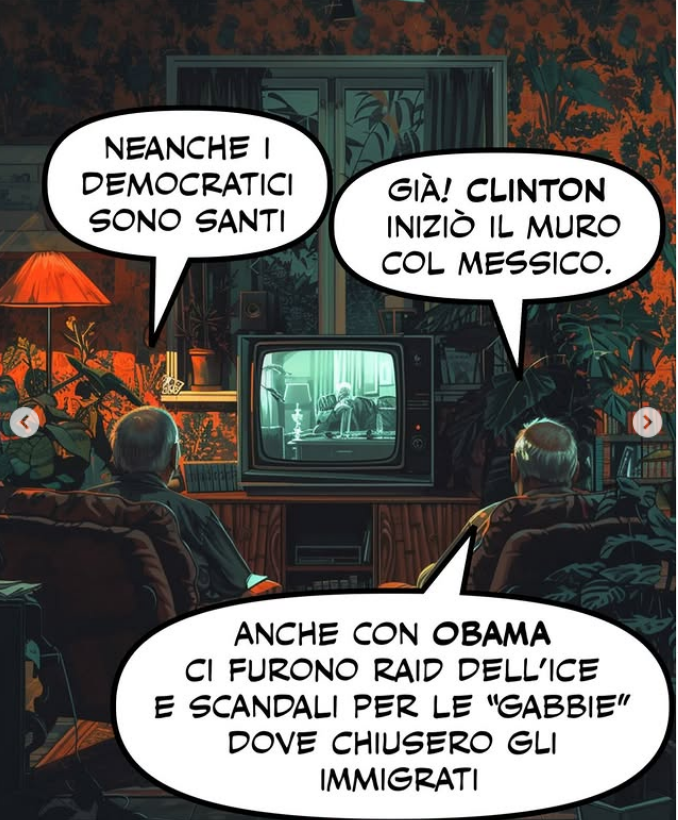 NEANCHE I
DEMOCRATICI
SONO SANTI
GIÀ! CLINTON
INIZIÒ IL MURO
COL MESSICO.
ANCHE CON OBAMA
CI FURONO RAID DELL'ICE
E SCANDALI PER LE "GABBIE"
DOVE CHIUSERO GLI
IMMIGRATI